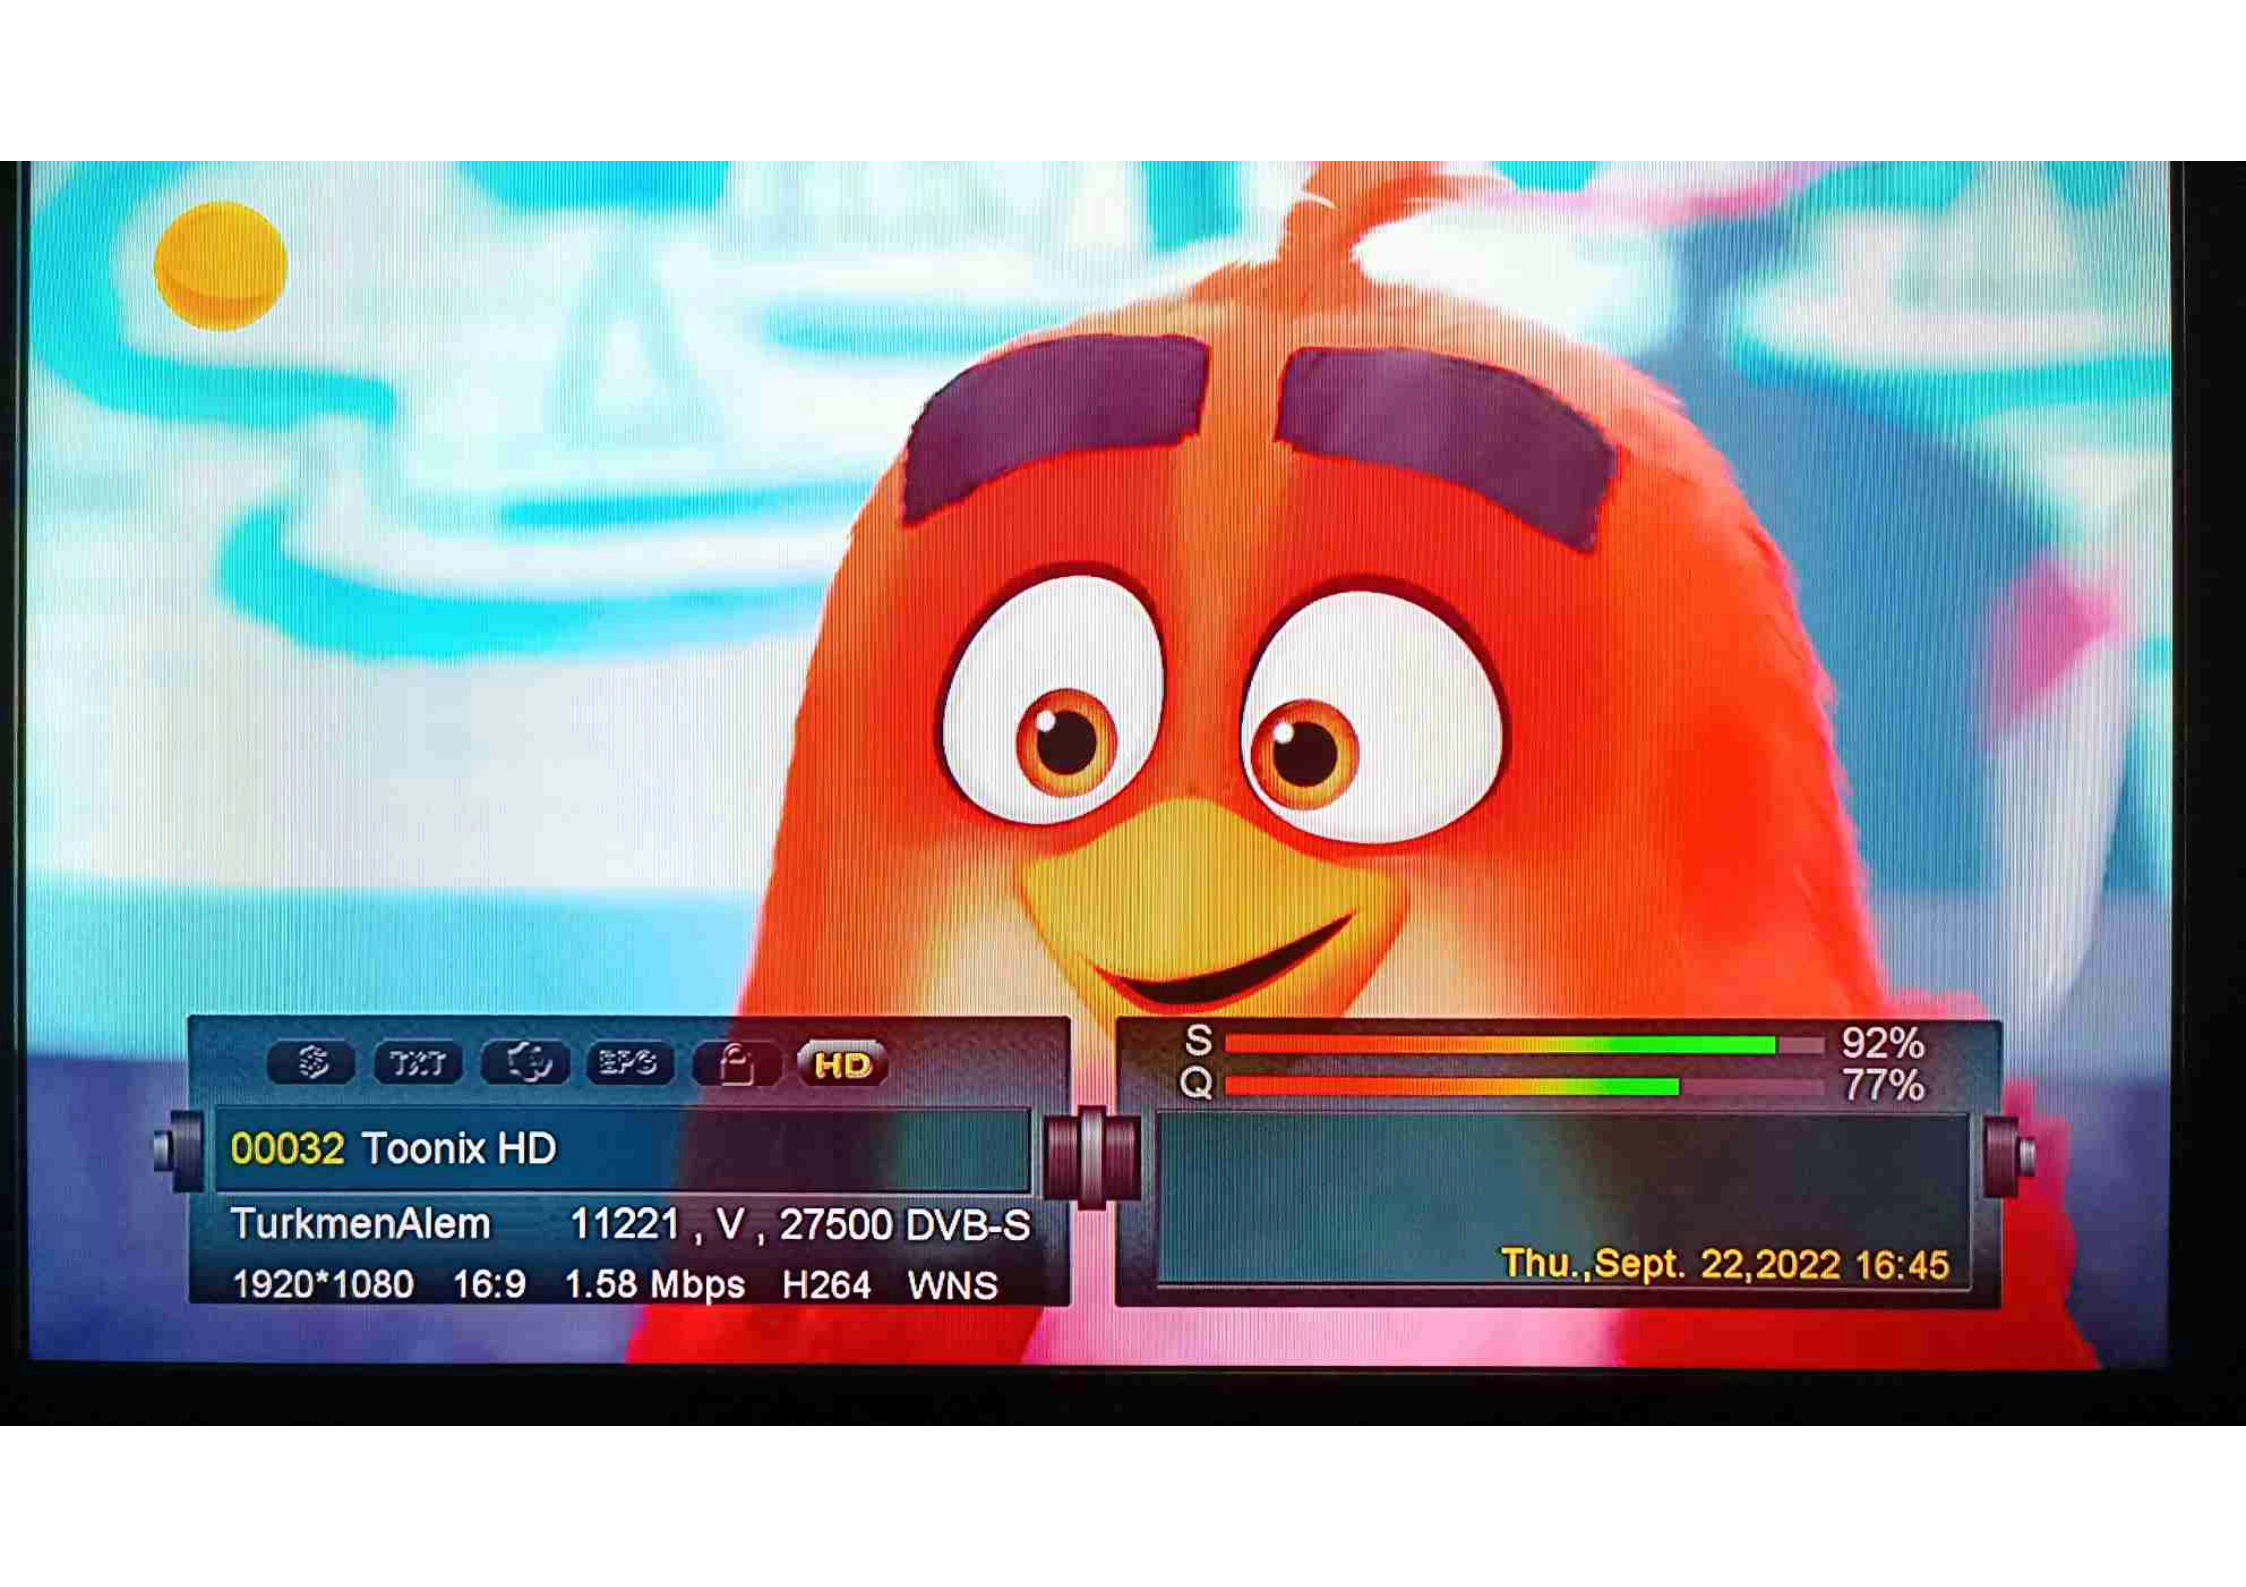 TXT EPG HD
00032 Toonix HD
TurkmenAlem 11221 , V , 27500 DVB-S
1920*1080 16:9 1.58 Mbps H264 WNS
S 92%
Q 77%
Thu.,Sept. 22,2022 16:45